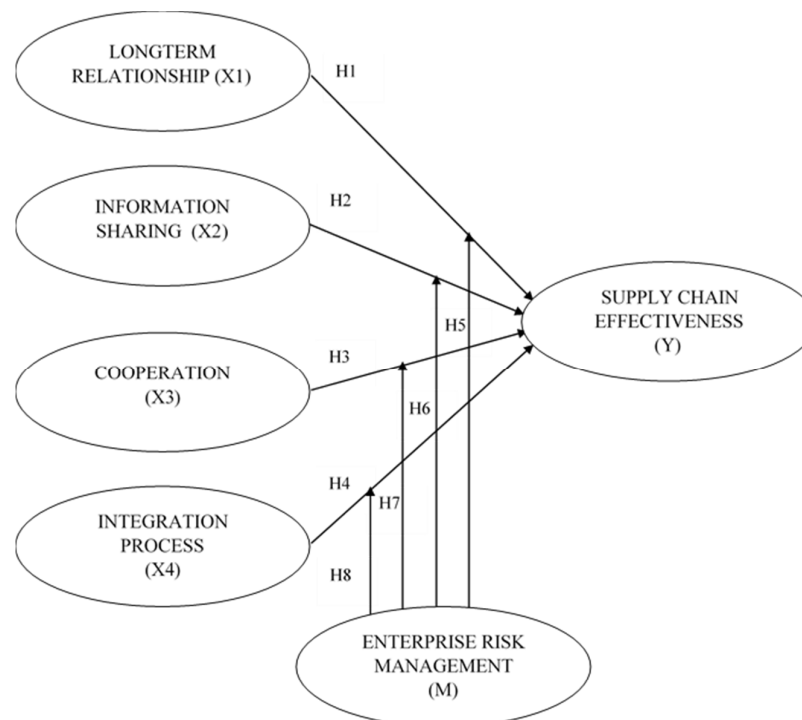 LONGTERM
RELATIONSHIP (X1)
H1
INFORMATION
SHARING (X2)
H2
SUPPLY CHAIN
EFFECTIVENESS
(Y)
H5
H3
COOPERATION
(X3)
H6
H4
H7
INTEGRATION
PROCESS
(X4)
H8
ENTERPRISE RISK
MANAGEMENT
(M)